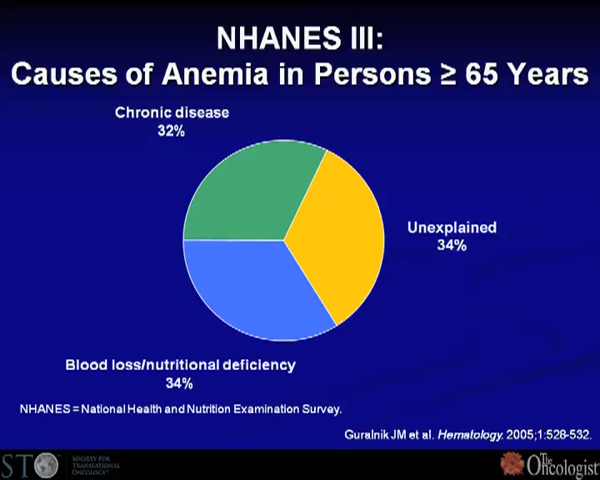 NHANES III:
Causes of Anemia in Persons ≥ 65 Years
Chronic disease
32%
Unexplained
34%
Blood loss/nutritional deficiency
34%
NHANES = National Health and Nutrition Examination Survey.
Guralnik JM et al. Hematology. 2005;1:528-532.
STO
SOCIETY FOR
TRANSLATIONAL
ONCOLOGY
The
Oncologist